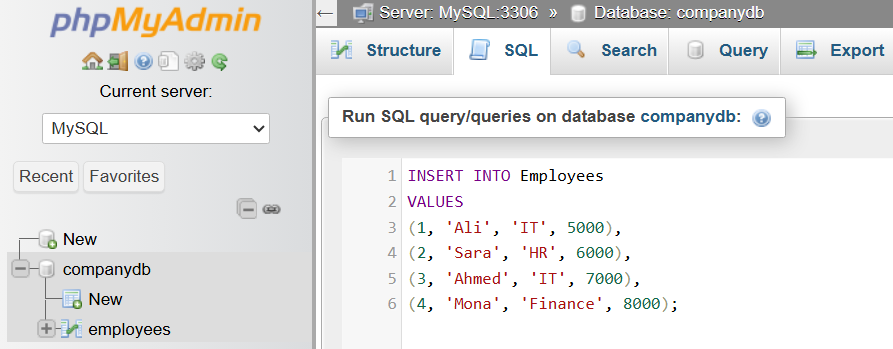 phpMyAdmin
Current server:
MySQL
Recent
Favorites
New
companydb
New
employees
Server: MySQL:3306 » Database: companydb
Structure
SQL
Search
Query
Export
Run SQL query/queries on database companydb:
1 INSERT INTO Employees
2 VALUES
3 (1, 'Ali', 'IT', 5000),
4 (2, 'Sara', 'HR', 6000),
5 (3, 'Ahmed', 'IT', 7000),
6 (4, 'Mona', 'Finance', 8000);